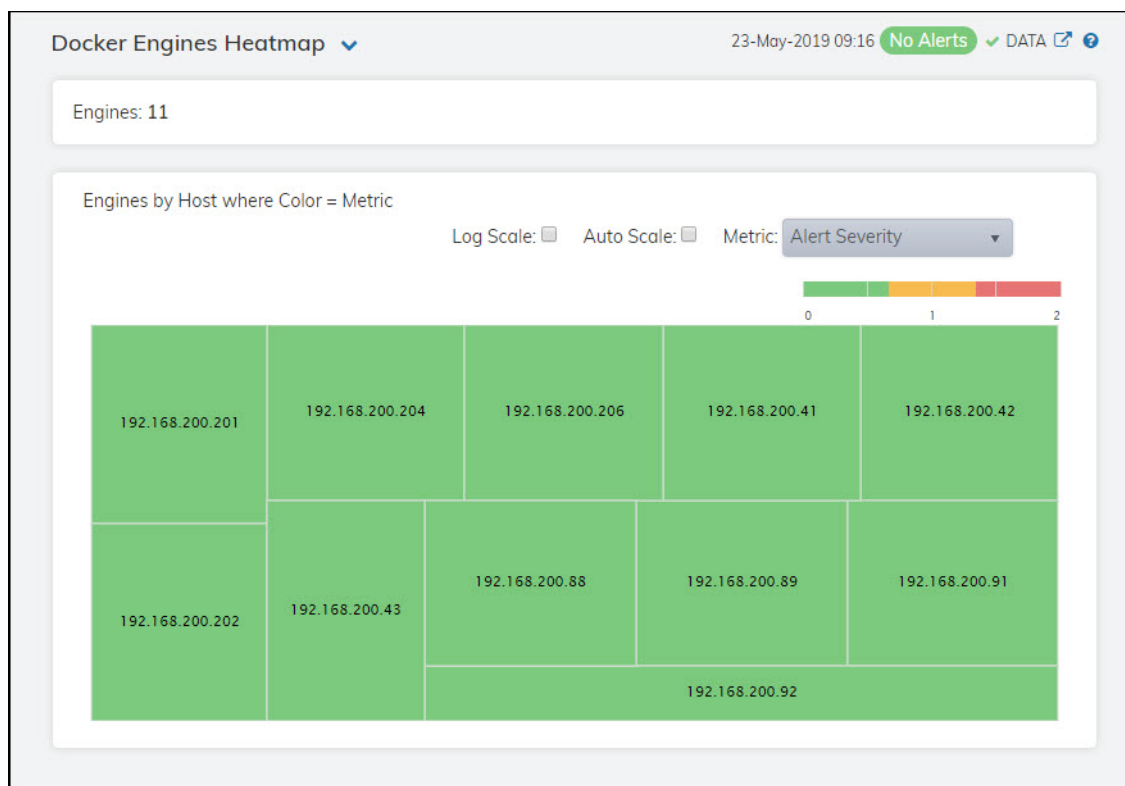 Docker Engines Heatmap
23-May-2019 09:16 No Alerts DATA
Engines: 11
Engines by Host where Color = Metric
Log Scale: Auto Scale: Metric: Alert Severity
0 1 2
192.168.200.201
192.168.200.204
192.168.200.206
192.168.200.41
192.168.200.42
192.168.200.202
192.168.200.43
192.168.200.88
192.168.200.89
192.168.200.91
192.168.200.92